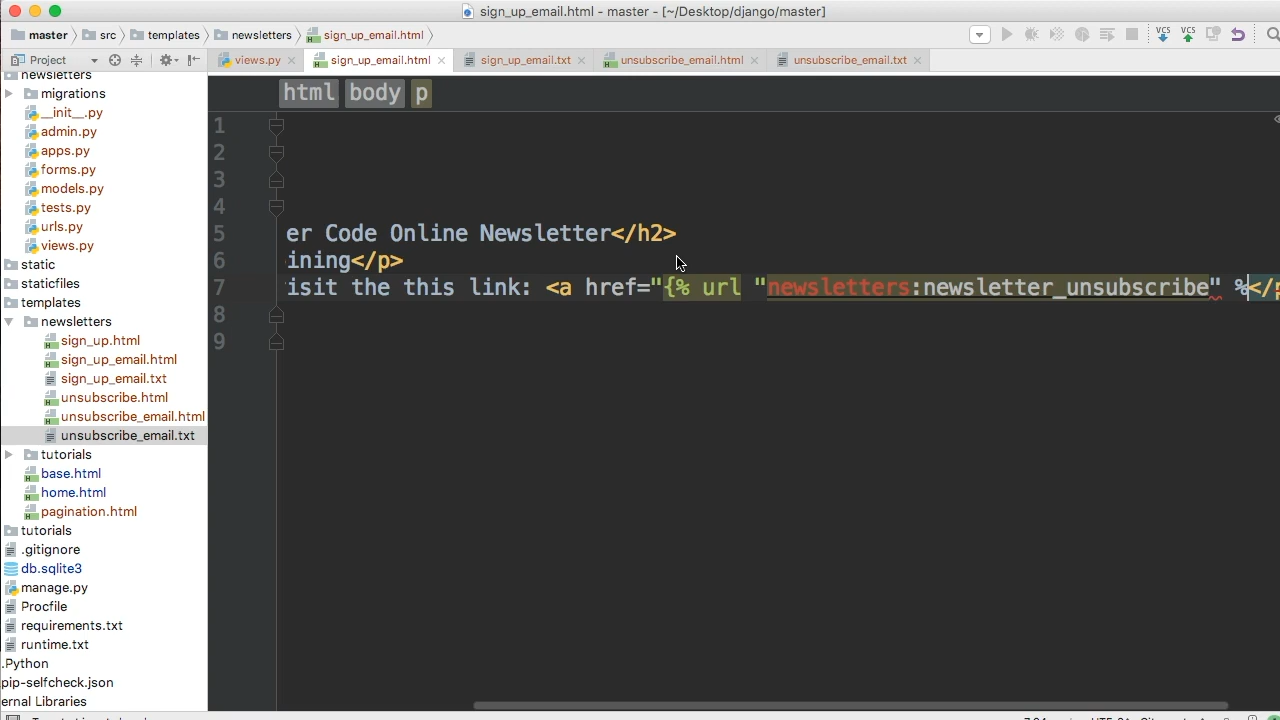 sign_up_email.html - master - [~/Desktop/django/master]
master src templates newsletters sign_up_email.html
Project views.py sign_up_email.html sign_up_email.txt unsubscribe_email.html unsubscribe_email.txt
VCS VCS
newsletters
migrations
__init__.py
admin.py
apps.py
forms.py
models.py
tests.py
urls.py
views.py
static
staticfiles
templates
newsletters
sign_up.html
sign_up_email.html
sign_up_email.txt
unsubscribe.html
unsubscribe_email.html
unsubscribe_email.txt
tutorials
base.html
home.html
pagination.html
tutorials
.gitignore
db.sqlite3
manage.py
Procfile
requirements.txt
runtime.txt
.Python
pip-selfcheck.json
ernal Libraries
html body p
1
2
3
4
5 er Code Online Newsletter</h2>
6 ining</p>
7 isit the this link: <a href="{% url "newsletters:newsletter_unsubscribe" %</p
8
9